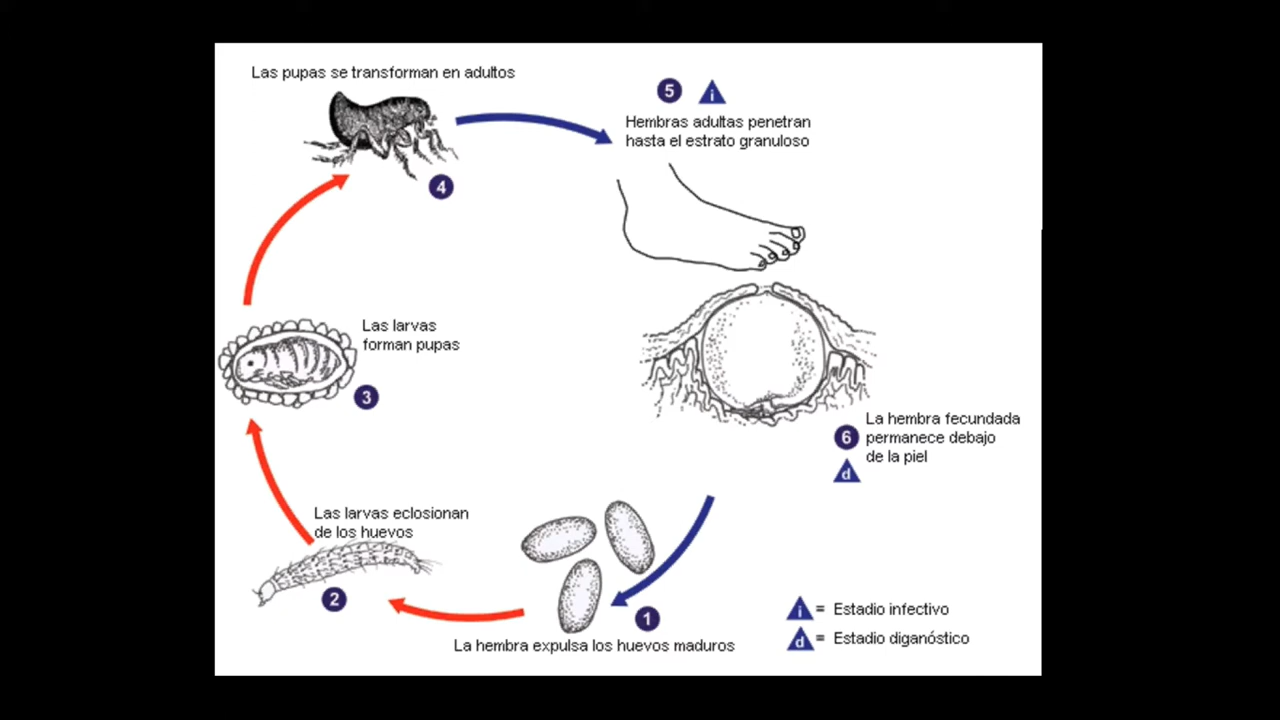 Las pupas se transforman en adultos
4
5 i
Hembras adultas penetran
hasta el estrato granuloso
Las larvas
forman pupas
3
6
La hembra fecundada
permanece debajo
de la piel
d
Las larvas eclosionan
de los huevos
2
1
La hembra expulsa los huevos maduros
i = Estadio infectivo
d = Estadio diganóstico